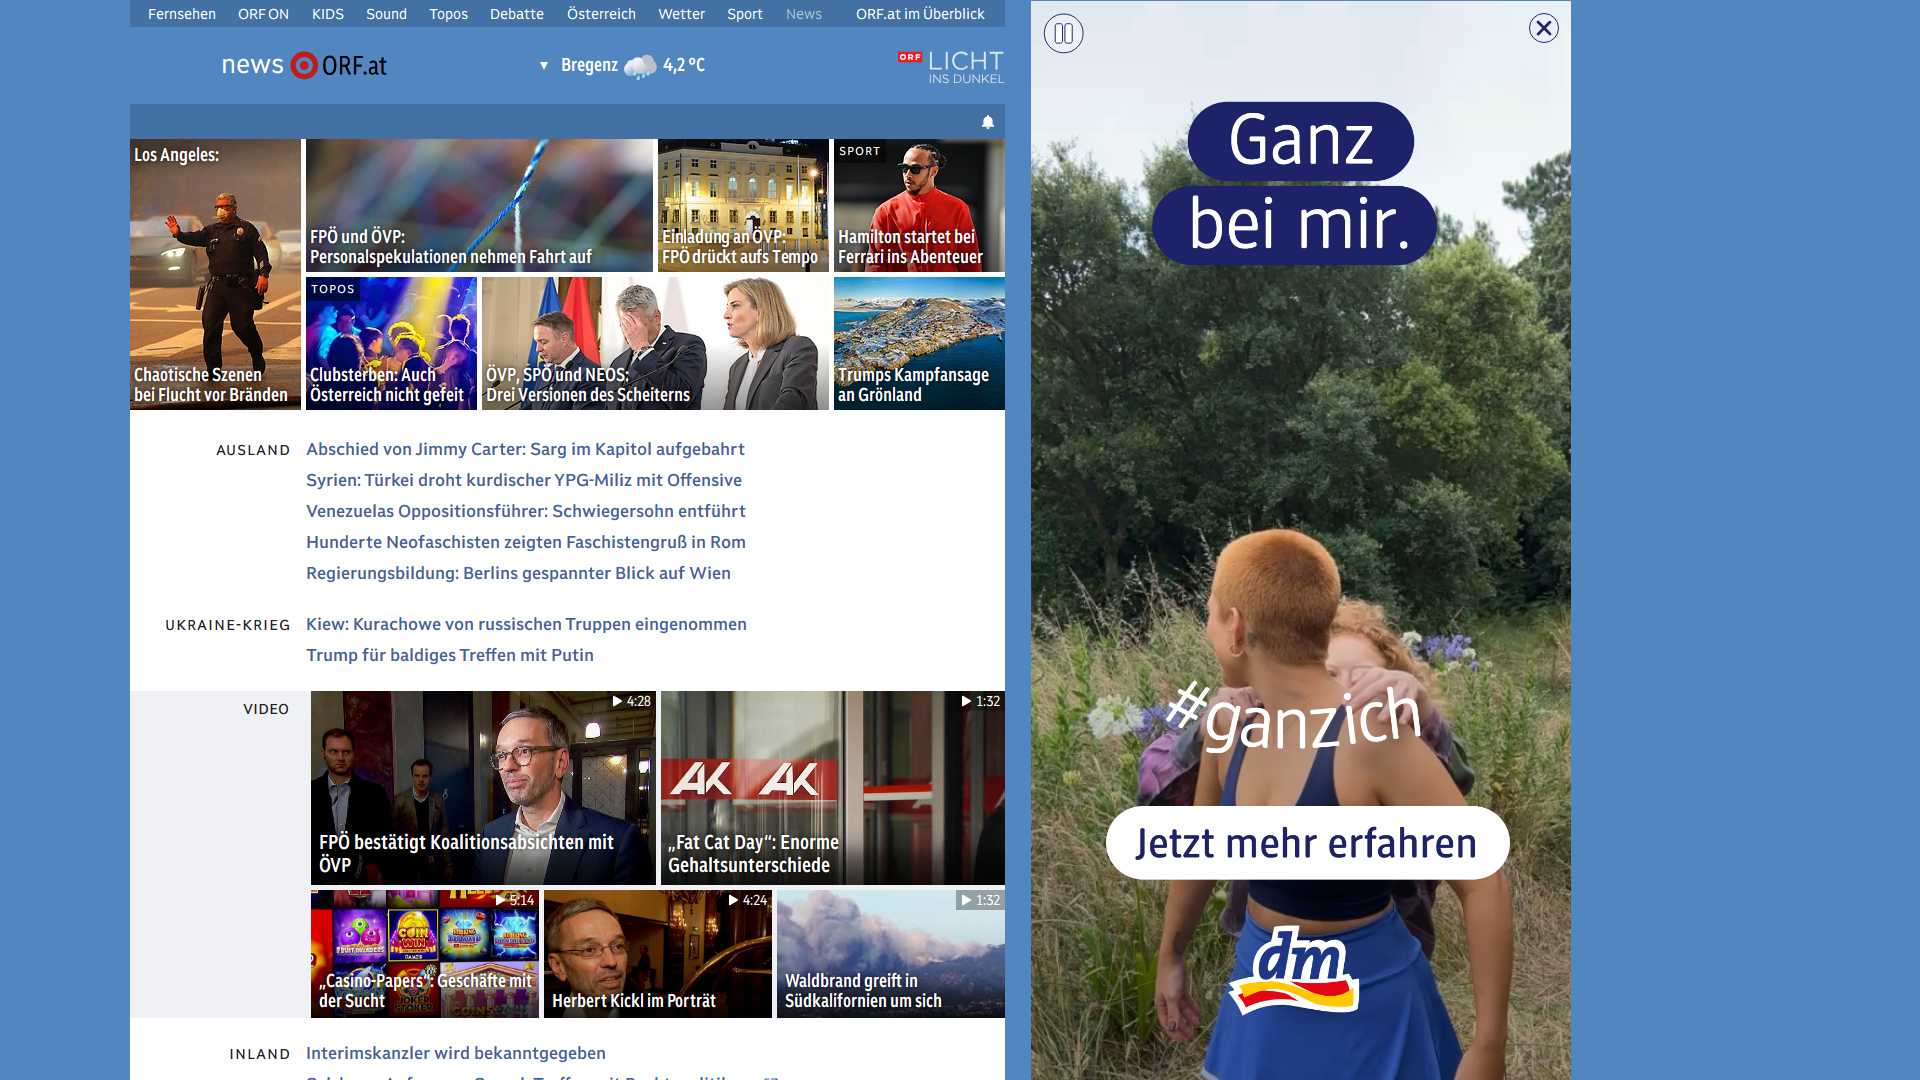 Fernsehen ORF ON KIDS Sound Topos Debatte Österreich Wetter Sport News ORF.at im Überblick
news ORF.at
Bregenz 4,2 °C
ORF LICHT
INS DUNKEL
Los Angeles:
Chaotische Szenen
bei Flucht vor Bränden
FPÖ und ÖVP:
Personalspekulationen nehmen Fahrt auf
Einladung an ÖVP:
FPÖ drückt aufs Tempo
SPORT
Hamilton startet bei
Ferrari ins Abenteuer
TOPOS
Clubsterben: Auch
Österreich nicht gefeit
ÖVP, SPÖ und NEOS:
Drei Versionen des Scheiterns
Trumps Kampfansage
an Grönland
AUSLAND
Abschied von Jimmy Carter: Sarg im Kapitol aufgebahrt
Syrien: Türkei droht kurdischer YPG-Miliz mit Offensive
Venezuelas Oppositionsführer: Schwiegersohn entführt
Hunderte Neofaschisten zeigten Faschistengruß in Rom
Regierungsbildung: Berlins gespannter Blick auf Wien
UKRAINE-KRIEG
Kiew: Kurachowe von russischen Truppen eingenommen
Trump für baldiges Treffen mit Putin
VIDEO
4:28
FPÖ bestätigt Koalitionsabsichten mit
ÖVP
1:32
AK AK
„Fat Cat Day“: Enorme
Gehaltsunterschiede
5:14
COIN
WIN
„Casino-Papers“: Geschäfte mit
der Sucht
4:24
Herbert Kickl im Porträt
1:32
Waldbrand greift in
Südkalifornien um sich
INLAND
Interimskanzler wird bekanntgegeben
Ganz
bei mir.
#ganzich
Jetzt mehr erfahren
dm